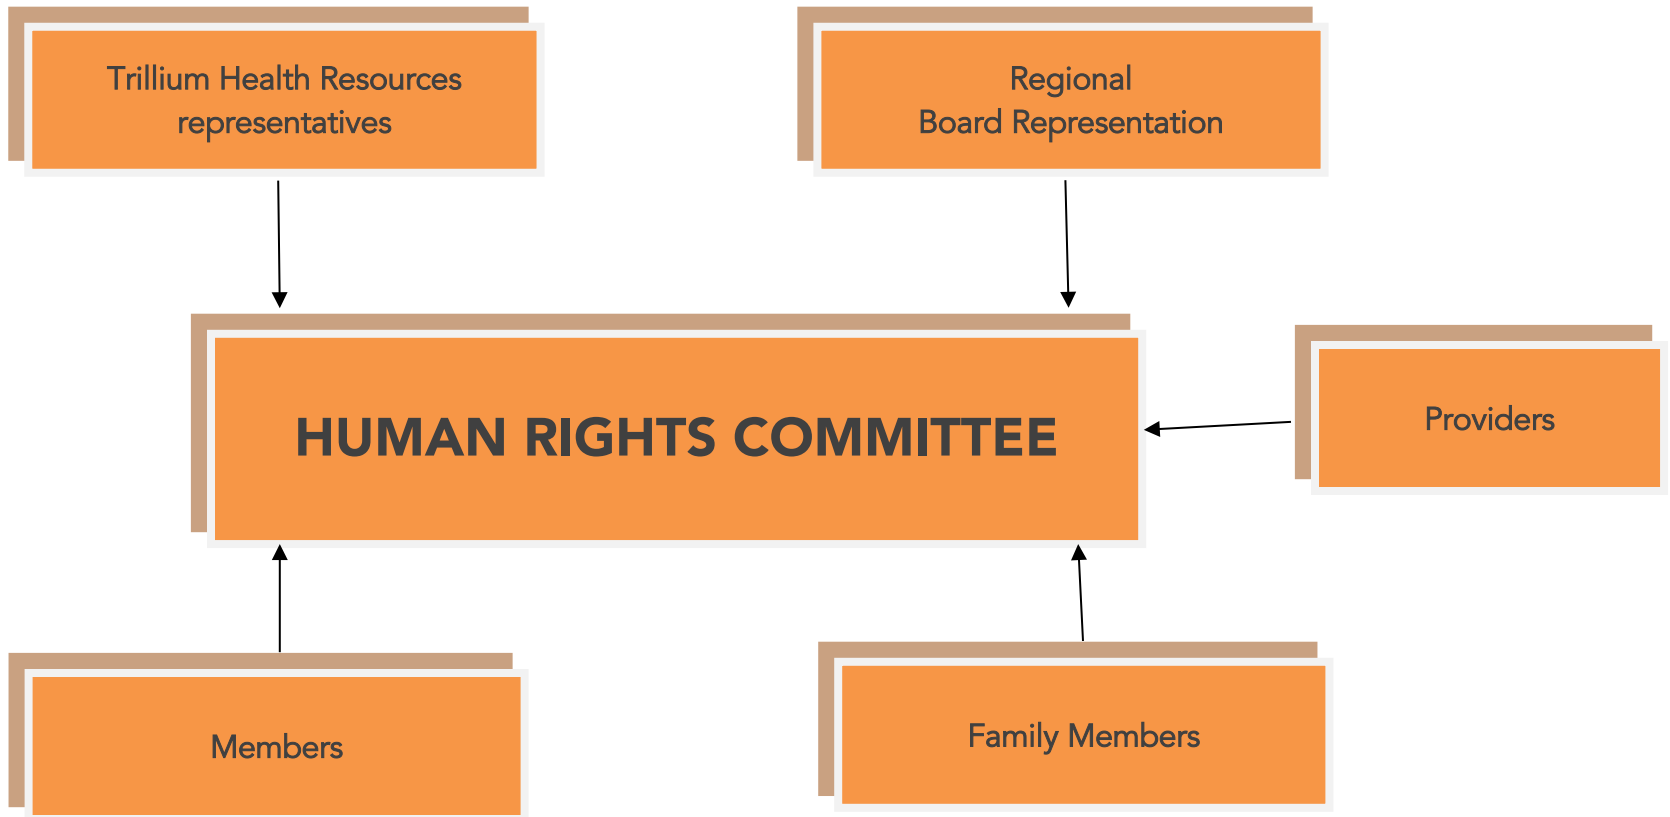 Trillium Health Resources
representatives
Regional
Board Representation
HUMAN RIGHTS COMMITTEE
Providers
Members
Family Members